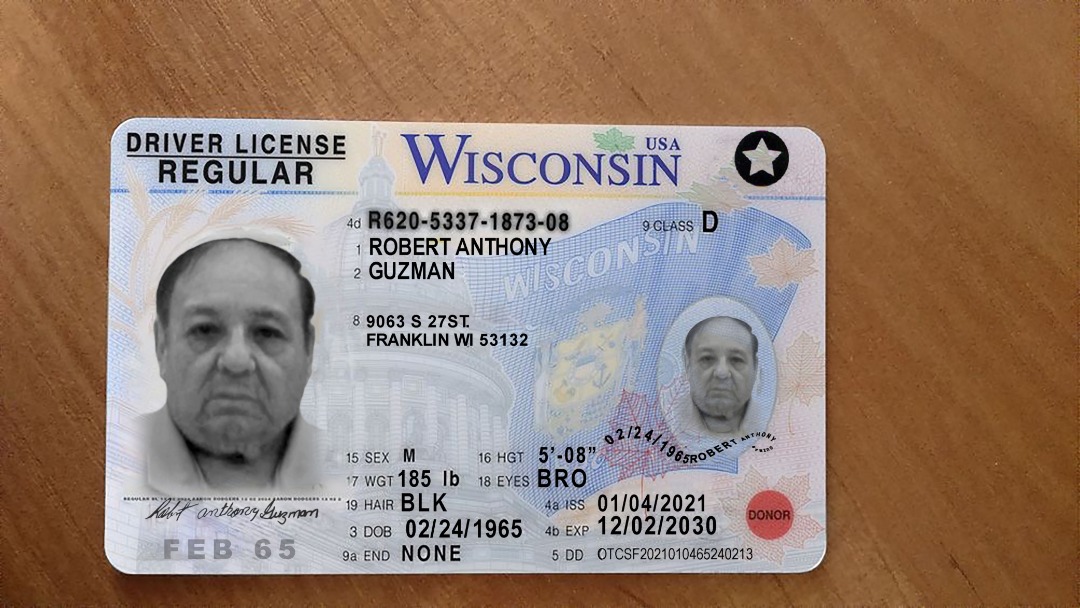 DRIVER LICENSE
REGULAR
WISCONSIN USA
4d R620-5337-1873-08
9 CLASS D
1 ROBERT ANTHONY
2 GUZMAN
WISCONSIN
8 9063 S 27ST.
FRANKLIN WI 53132
02/24/1965 ROBERT ANTHONY
15 SEX M
16 HGT 5'-08"
17 WGT 185 lb
18 EYES BRO
19 HAIR BLK
4a ISS 01/04/2021
3 DOB 02/24/1965
4b EXP 12/02/2030
9a END NONE
5 DD OTCSF2021010465240213
DONOR
Robert anthony Guzman
FEB 65